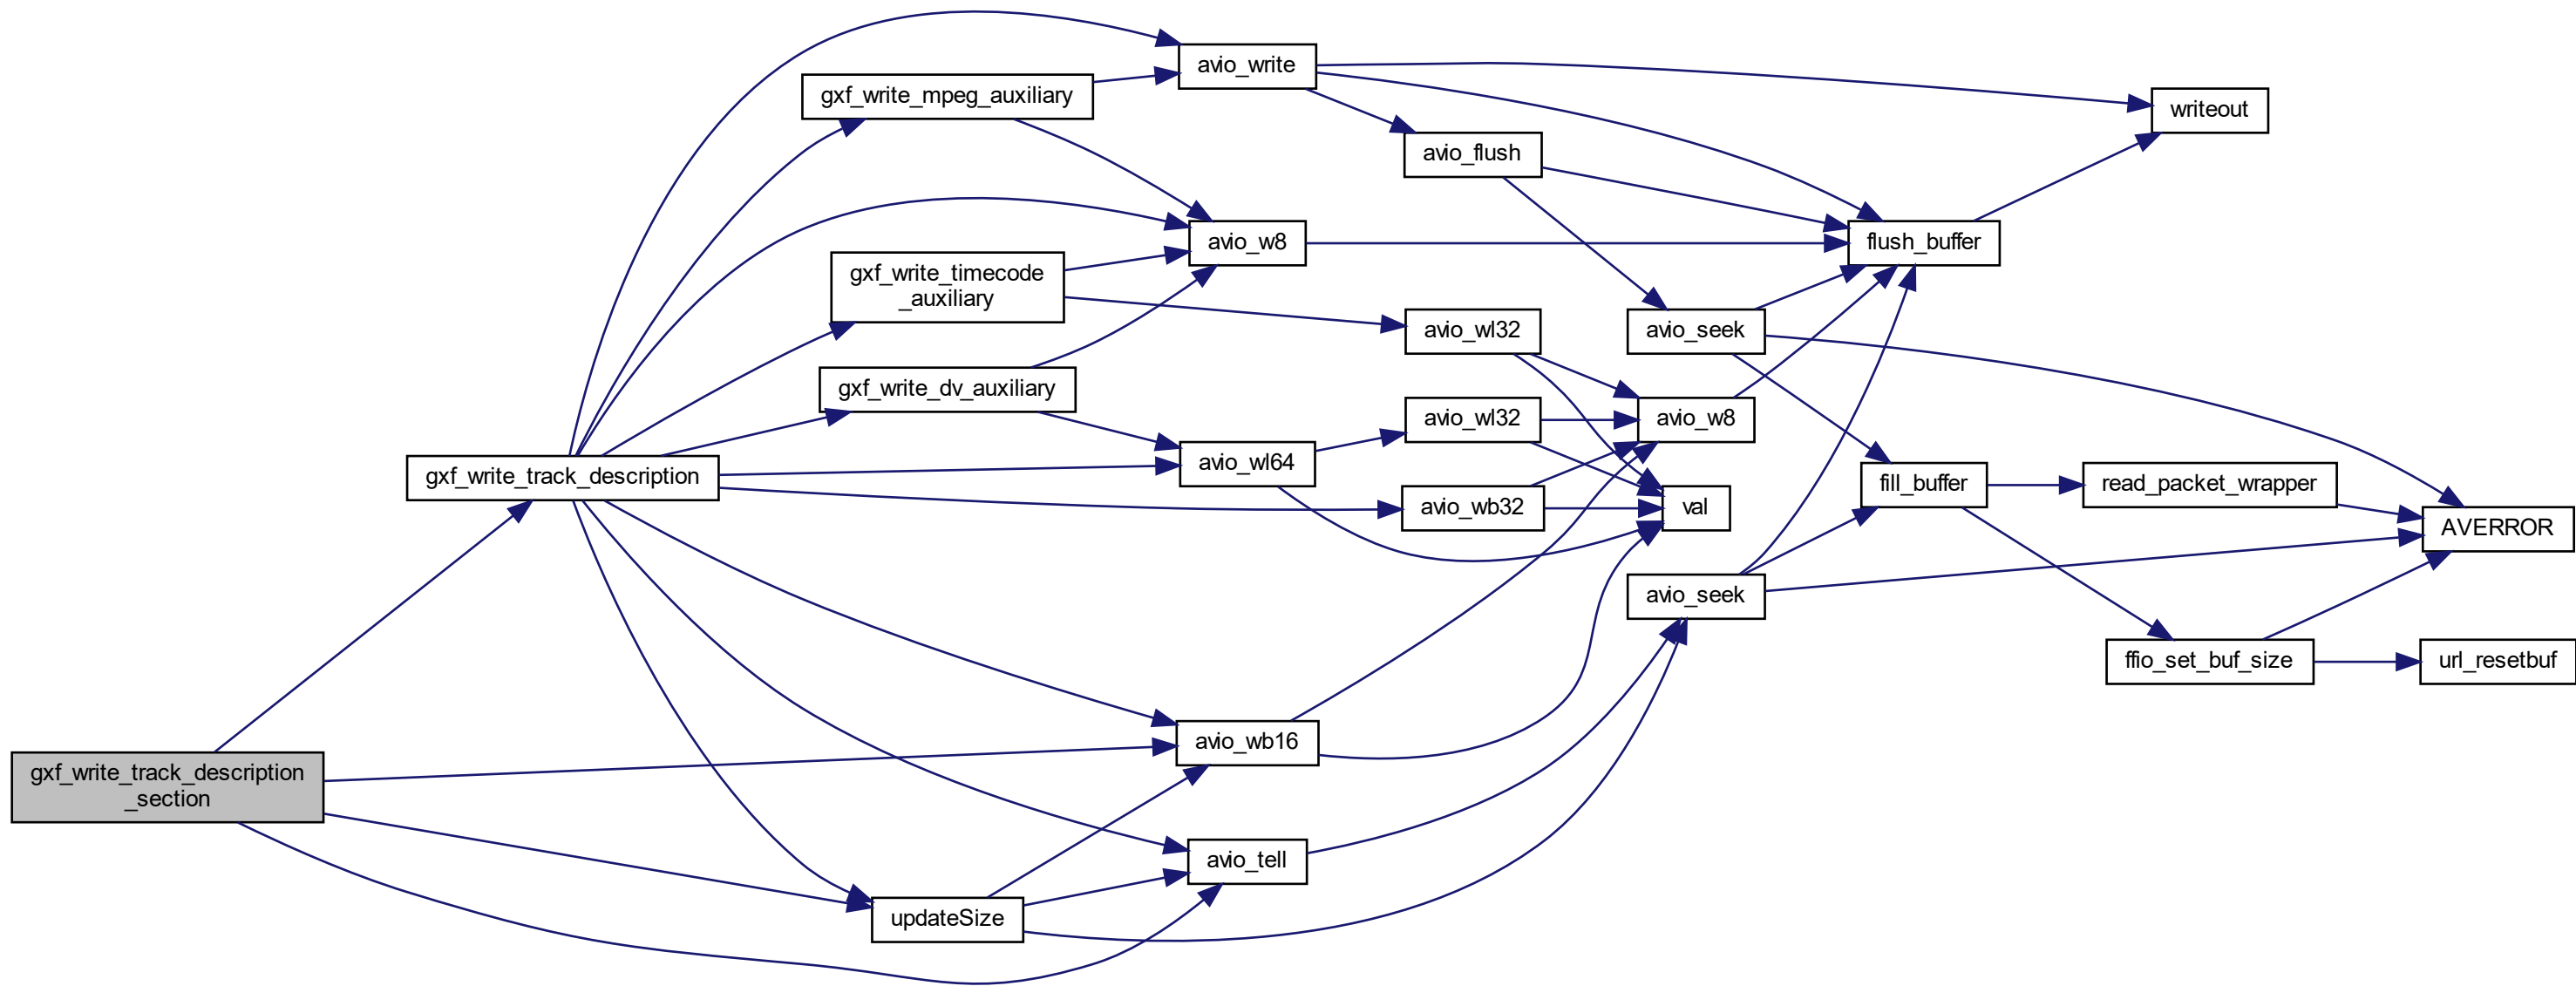 avio_write
gxf_write_mpeg_auxiliary
writeout
avio_flush
avio_w8
flush_buffer
gxf_write_timecode
_auxiliary
avio_wl32
avio_seek
gxf_write_dv_auxiliary
avio_wl32
avio_w8
avio_wl64
gxf_write_track_description
fill_buffer
read_packet_wrapper
avio_wb32
val
AVERROR
avio_seek
ffio_set_buf_size
url_resetbuf
avio_wb16
gxf_write_track_description
_section
avio_tell
updateSize